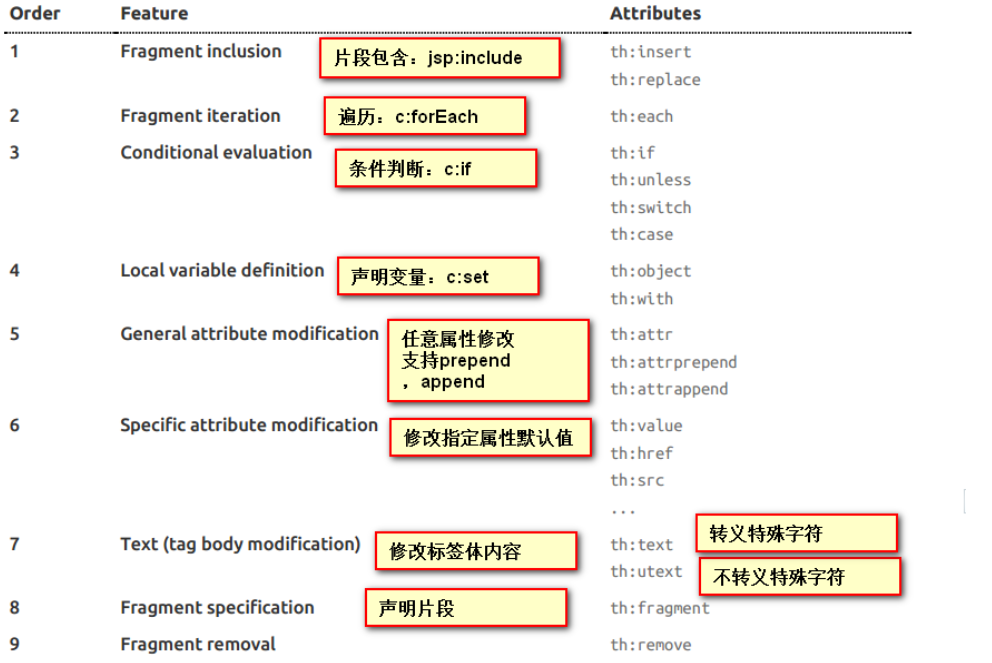 Order Feature Attributes
1 Fragment inclusion 片段包含：jsp:include th:insert
th:replace
2 Fragment iteration 遍历：c:forEach th:each
3 Conditional evaluation 条件判断：c:if th:if
th:unless
th:switch
th:case
4 Local variable definition 声明变量：c:set th:object
th:with
5 General attribute modification 任意属性修改 th:attr
支持prepend th:attrprepend
，append th:attrappend
6 Specific attribute modification 修改指定属性默认值 th:value
th:href
th:src
...
7 Text (tag body modification) 修改标签体内容 th:text 转义特殊字符
th:utext 不转义特殊字符
8 Fragment specification 声明片段 th:fragment
9 Fragment removal th:remove